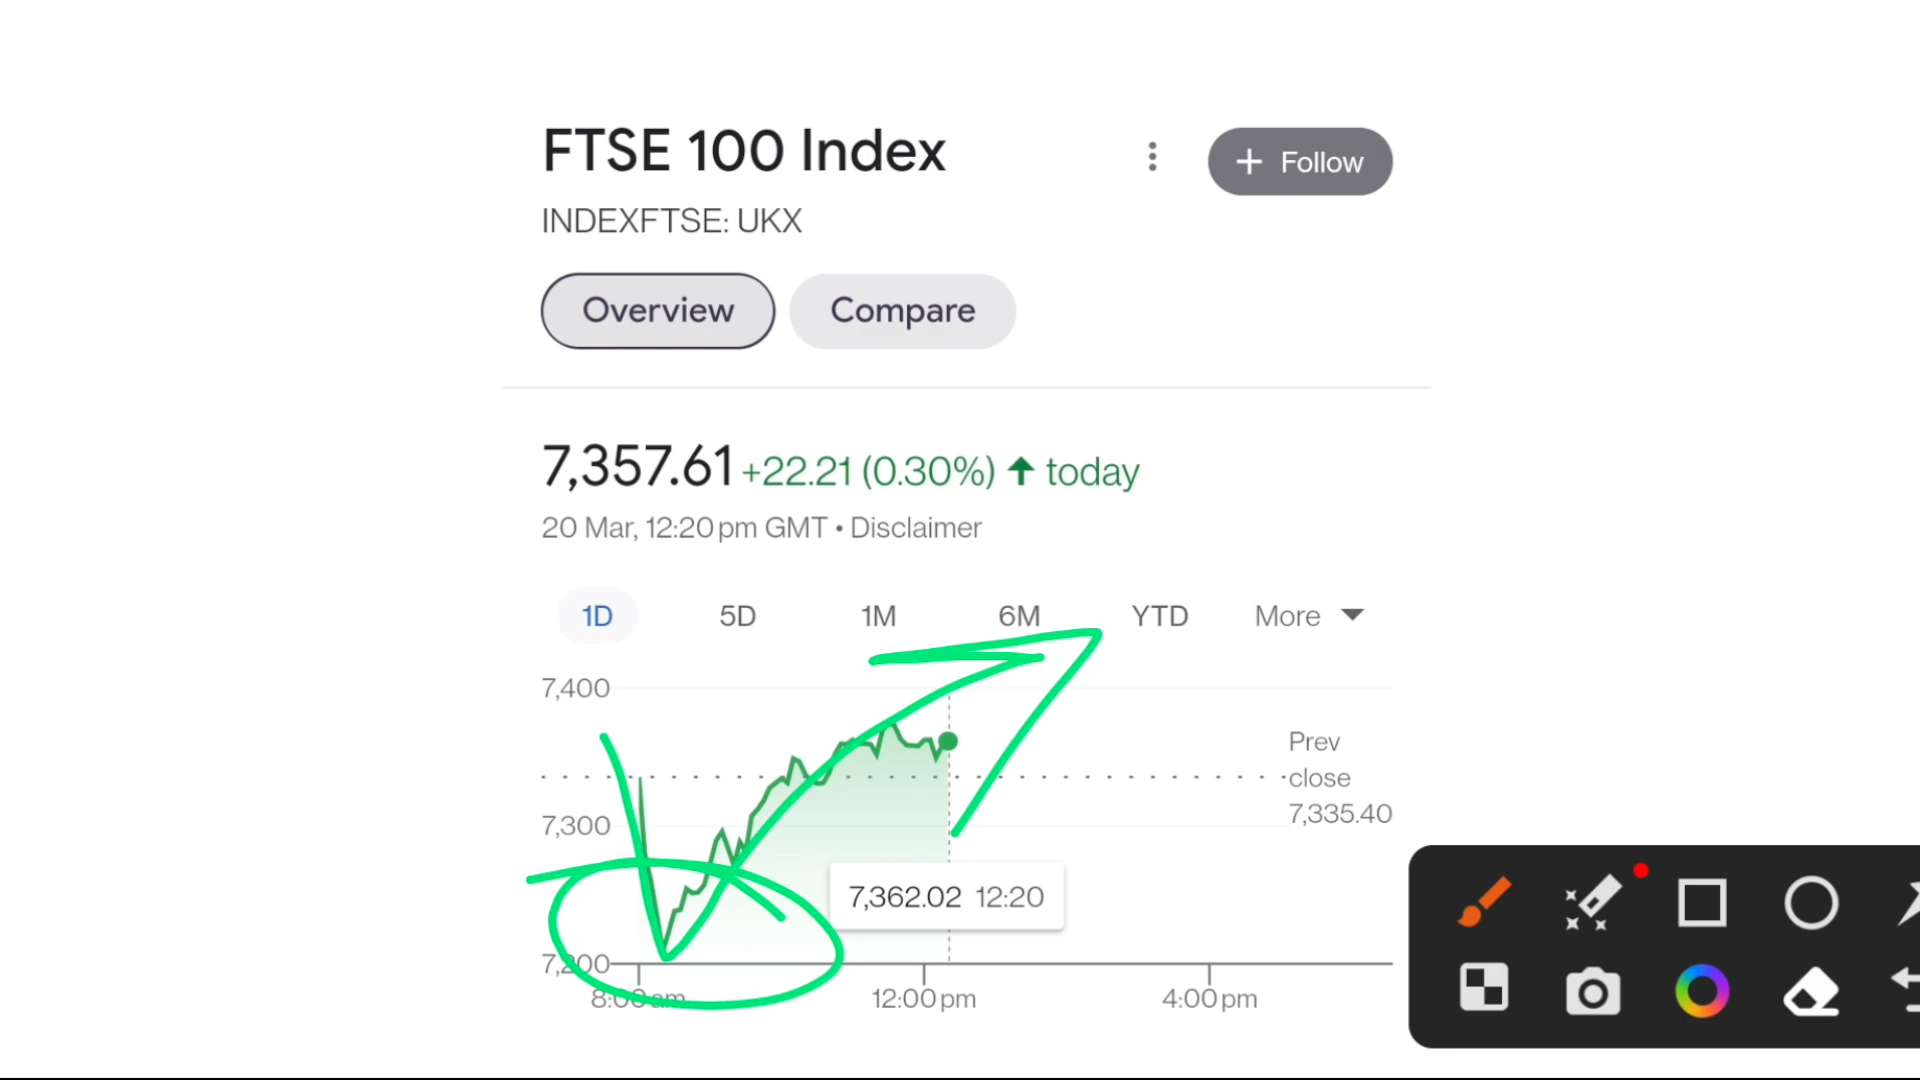 FTSE 100 Index
+ Follow
INDEXFTSE: UKX
Overview
Compare
7,357.61 +22.21 (0.30%) ↑ today
20 Mar, 12:20 pm GMT • Disclaimer
1D 5D 1M 6M YTD More
7,400
Prev
close
7,335.40
7,300
7,362.02 12:20
7,200
8:00 am 12:00 pm 4:00 pm